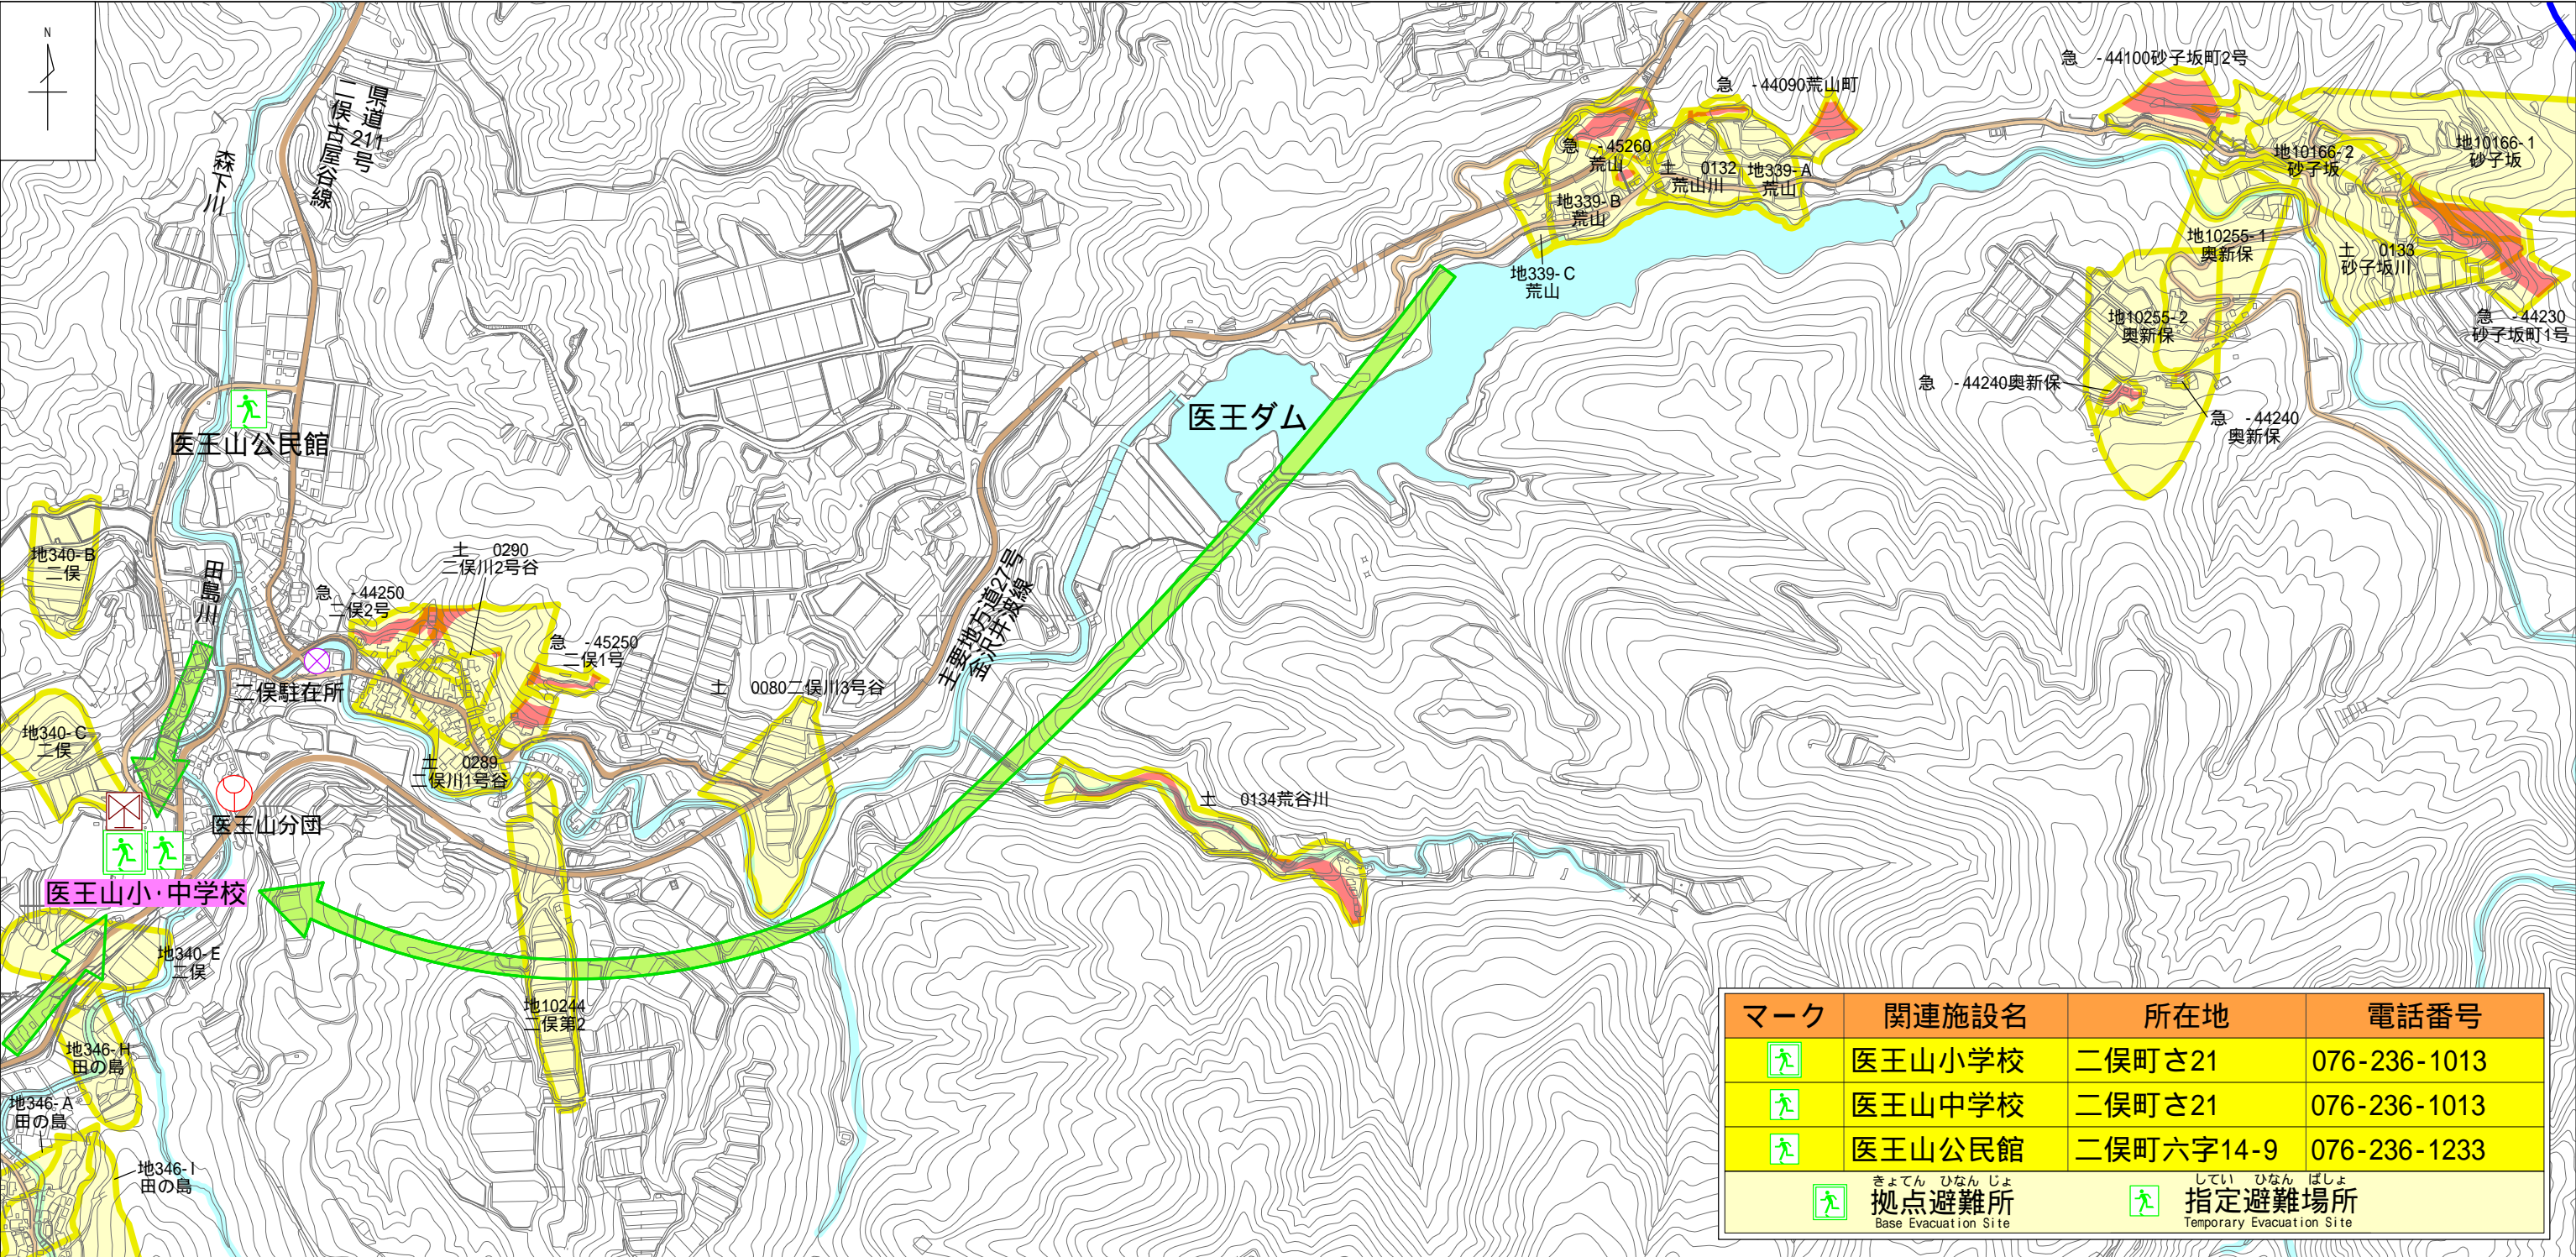 N
県道211号
二俣古屋谷線
森下川
医王山公民館
地340-B
二俣
田島川
土 0290
二俣川2号谷
急 -44250
二俣2号
急 -45250
二俣1号
二俣駐在所
土 0080二俣川3号谷
主要地方道27号
金沢井波線
地340-C
二俣
土 0289
二俣川1号谷
医王山分団
医王山小・中学校
地340-E
二俣
地10244
二俣第2
地346-H
田の島
地346-A
田の島
地346-I
田の島
医王ダム
土 0134荒谷川
急 -44090荒山町
急 -45260
荒山
土 0132
荒山川
地339-A
荒山
地339-B
荒山
地339-C
荒山
急 -44100砂子坂町2号
地10166-2
砂子坂
地10166-1
砂子坂
地10255-1
奥新保
土 0133
砂子坂川
地10255-2
奥新保
急 -44230
砂子坂町1号
急 -44240奥新保
急 -44240
奥新保
マーク 関連施設名 所在地 電話番号
医王山小学校 二俣町さ21 076-236-1013
医王山中学校 二俣町さ21 076-236-1013
医王山公民館 二俣町六字14-9 076-236-1233
きょてん ひなん じょ
拠点避難所
Base Evacuation Site
してい ひなん ばしょ
指定避難場所
Temporary Evacuation Site